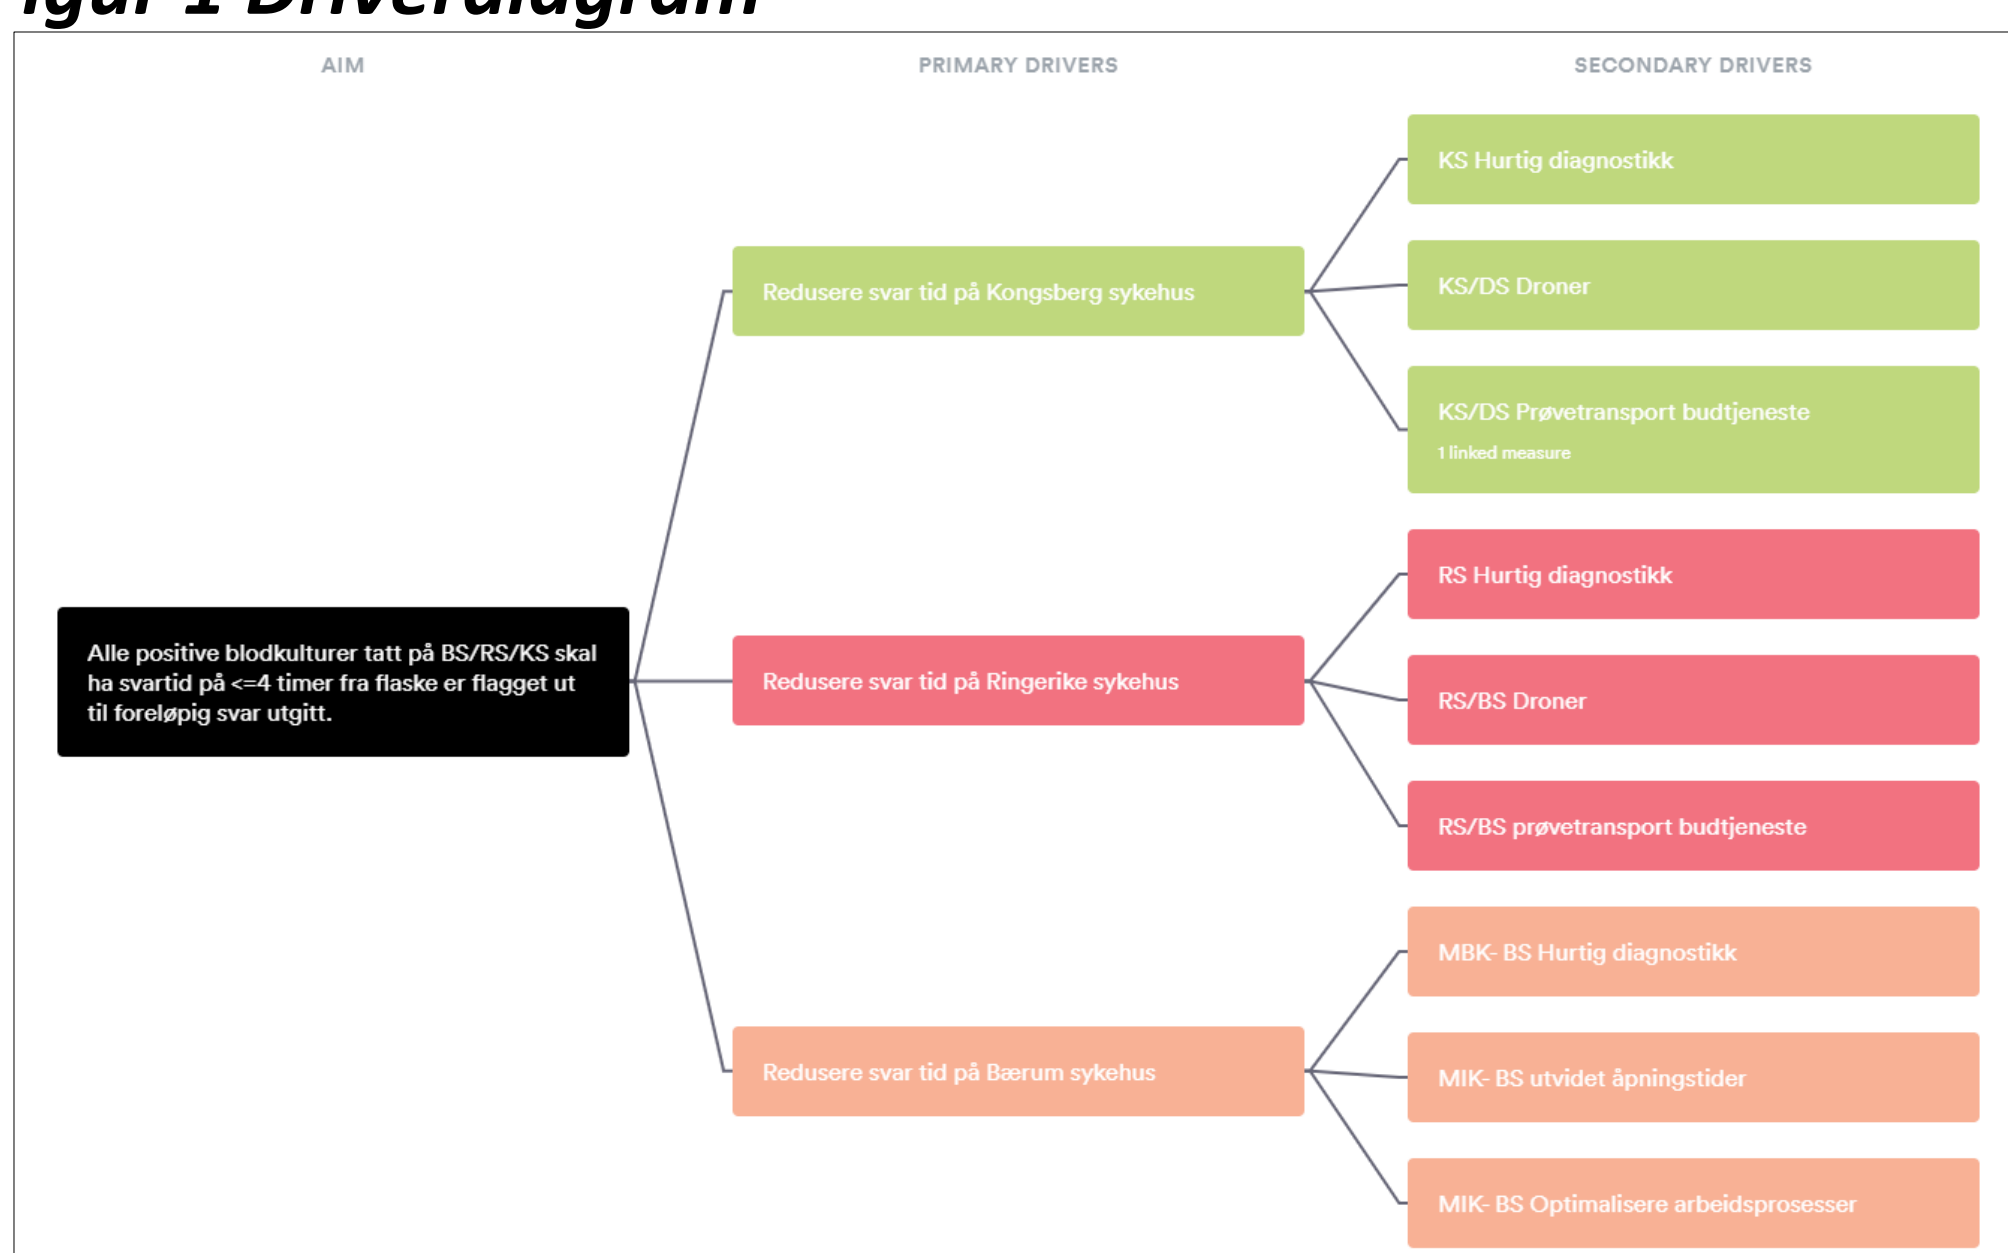 igur 1 Driverdiagram
AIM
PRIMARY DRIVERS
SECONDARY DRIVERS
KS Hurtig diagnostikk
Redusere svar tid på Kongsberg sykehus
KS/DS Droner
KS/DS Prøvetransport budtjeneste
1 linked measure
RS Hurtig diagnostikk
Alle positive blodkulturer tatt på BS/RS/KS skal
ha svartid på <=4 timer fra flaske er flagget ut
til foreløpig svar utgitt.
Redusere svar tid på Ringerike sykehus
RS/BS Droner
RS/BS prøvetransport budtjeneste
MBK- BS Hurtig diagnostikk
Redusere svar tid på Bærum sykehus
MIK- BS utvidet åpningstider
MIK- BS Optimalisere arbeidsprosesser